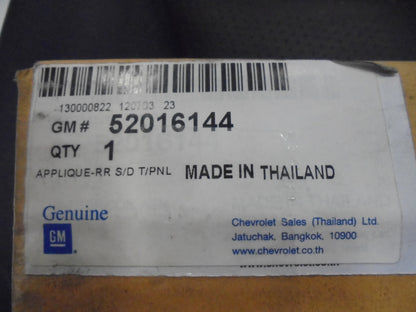 -130000822 120703 23
GM # 52016144
QTY 1
APPLIQUE-RR S/D T/PNL MADE IN THAILAND
Genuine
GM
Chevrolet Sales (Thailand) Ltd.
Jatuchak, Bangkok, 10900
www.chevrolet.co.th